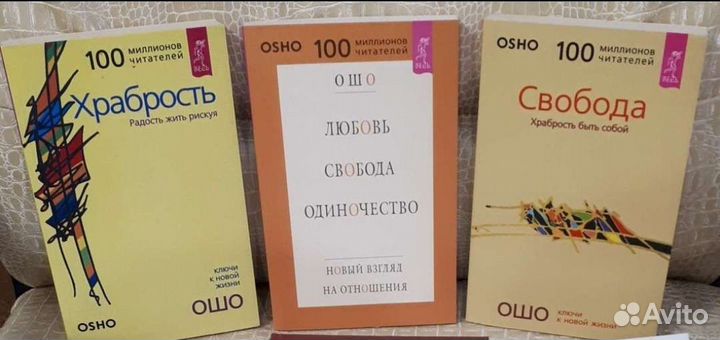 100 МИЛЛИОНОВ
ЧИТАТЕЛЕЙ
ВЕСЬ
Храбрость
Радость жить рискуя
КЛЮЧИ
К НОВОЙ
ЖИЗНИ
OSHO
ОШО
OSHO 100 МИЛЛИОНОВ
ЧИТАТЕЛЕЙ
ВЕСЬ
ОШО
ЛЮБОВЬ
СВОБОДА
ОДИНОЧЕСТВО
НОВЫЙ ВЗГЛЯД
НА ОТНОШЕНИЯ
OSHO 100 МИЛЛИОНОВ
ЧИТАТЕЛЕЙ
ВЕСЬ
Свобода
Храбрость быть собой
ОШО
КЛЮЧИ
К НОВОЙ ЖИЗНИ
Avito